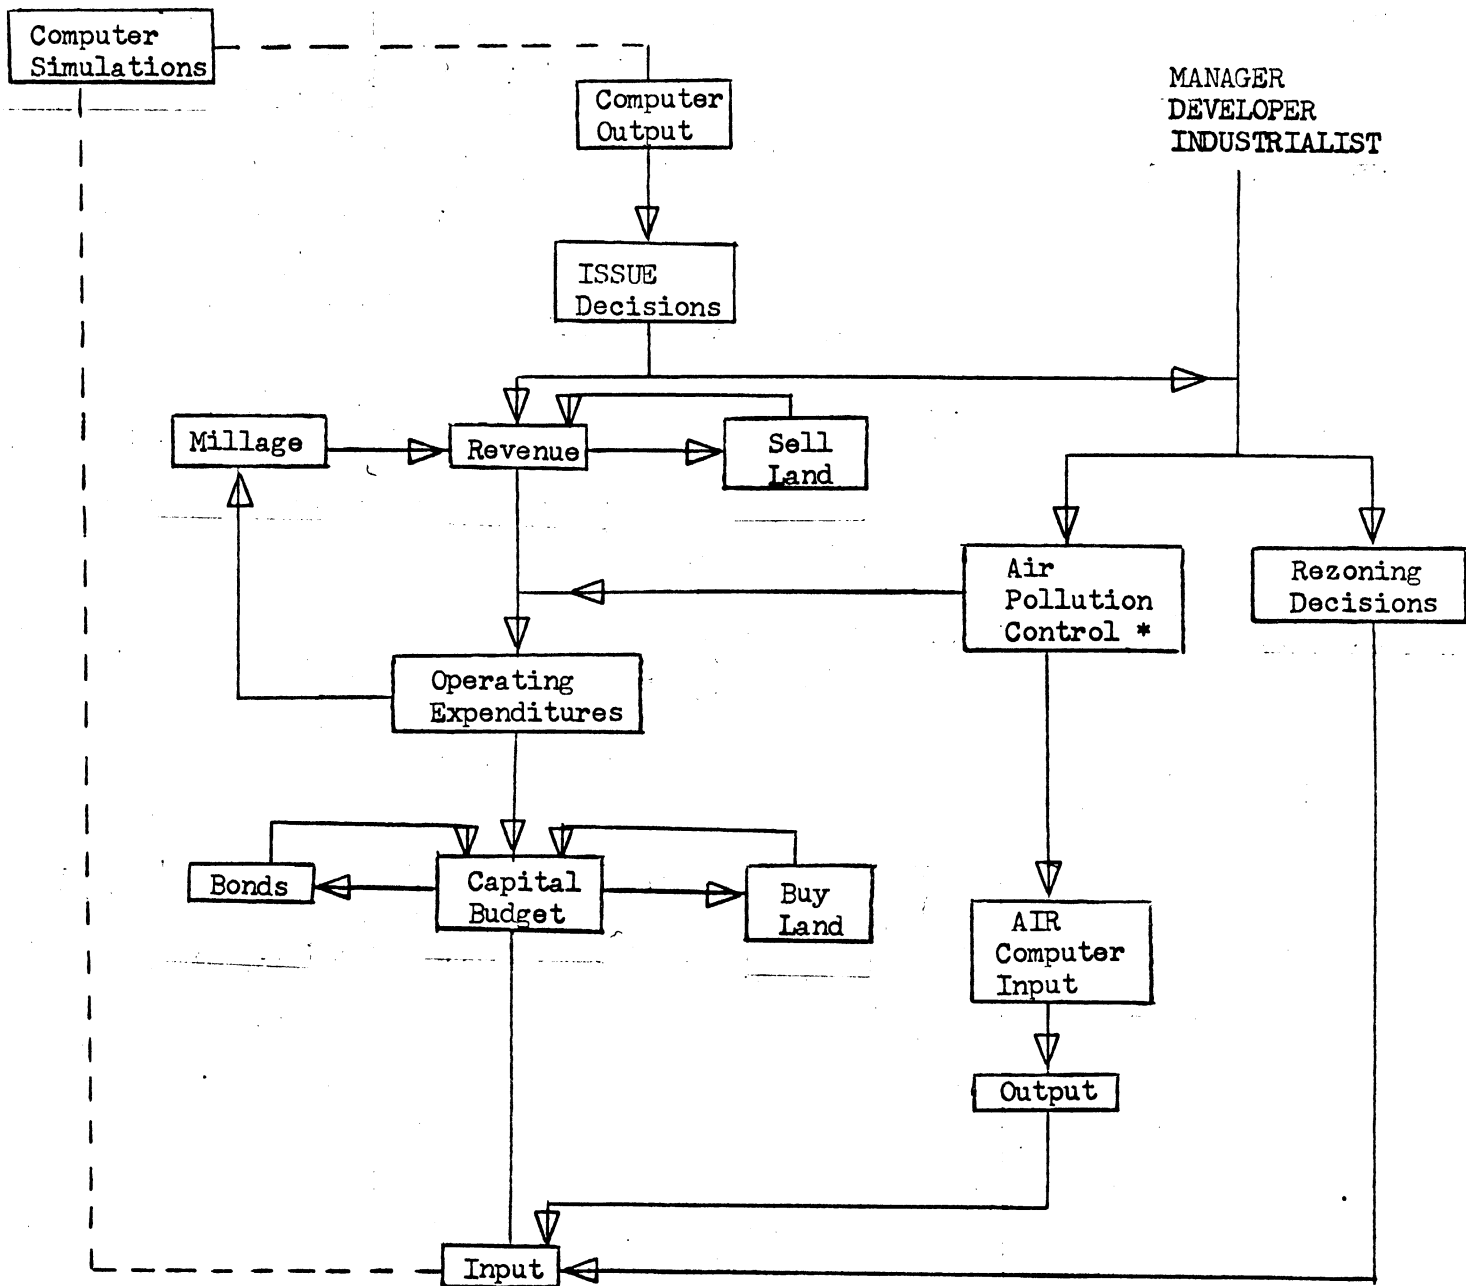 Computer
Simulations
Computer
Output
MANAGER
DEVELOPER
INDUSTRIALIST
ISSUE
Decisions
Millage
Revenue
Sell
Land
Air
Pollution
Control *
Rezoning
Decisions
Operating
Expenditures
Bonds
Capital
Budget
Buy
Land
AIR
Computer
Input
Output
Input